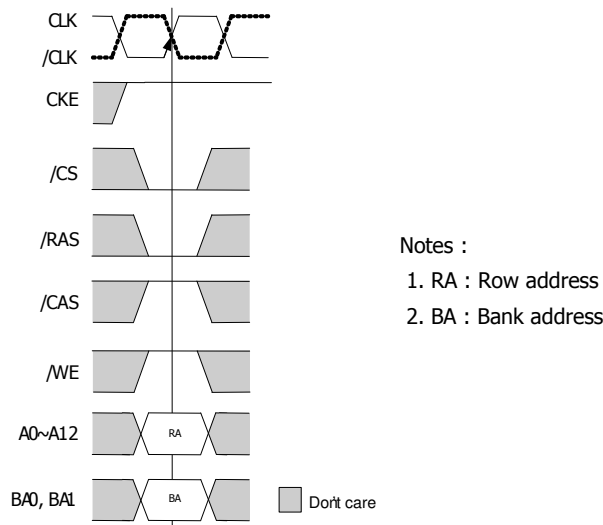 CLK
/CLK
CKE
/CS
/RAS
/CAS
/WE
A0~A12
RA
BA0, BA1
BA
Don't care
Notes :
1. RA : Row address
2. BA : Bank address